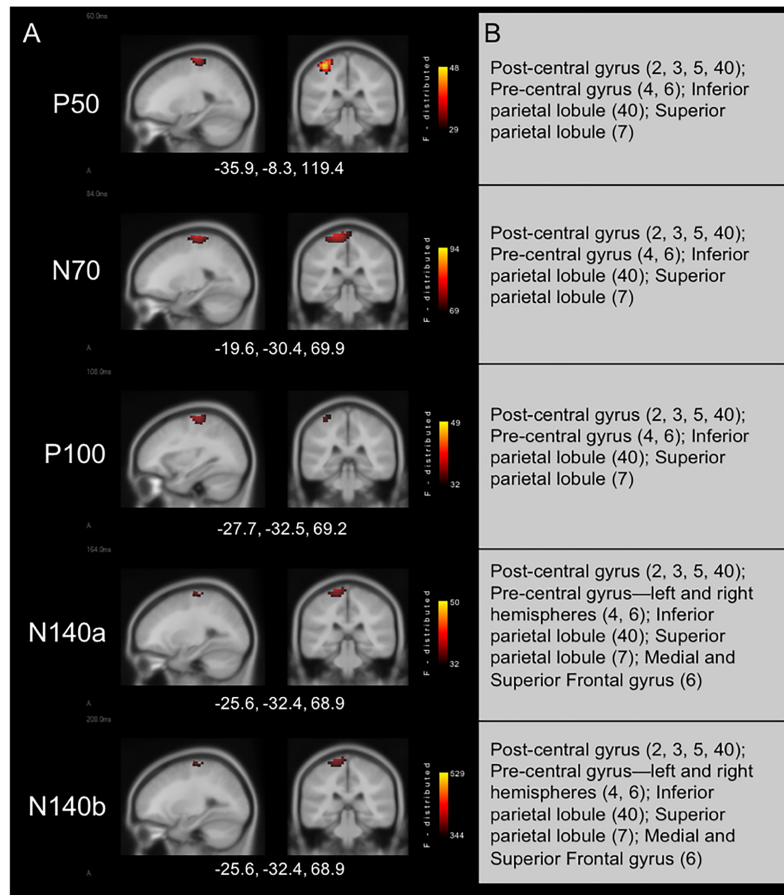 A
B
60.0ms
P50
48
F - distributed
29
A
-35.9, -8.3, 119.4
Post-central gyrus (2, 3, 5, 40);
Pre-central gyrus (4, 6); Inferior
parietal lobule (40); Superior
parietal lobule (7)
84.0ms
N70
94
F - distributed
69
A
-19.6, -30.4, 69.9
Post-central gyrus (2, 3, 5, 40);
Pre-central gyrus (4, 6); Inferior
parietal lobule (40); Superior
parietal lobule (7)
108.0ms
P100
49
F - distributed
32
A
-27.7, -32.5, 69.2
Post-central gyrus (2, 3, 5, 40);
Pre-central gyrus (4, 6); Inferior
parietal lobule (40); Superior
parietal lobule (7)
164.0ms
N140a
50
F - distributed
32
A
-25.6, -32.4, 68.9
Post-central gyrus (2, 3, 5, 40);
Pre-central gyrus—left and right
hemispheres (4, 6); Inferior
parietal lobule (40); Superior
parietal lobule (7); Medial and
Superior Frontal gyrus (6)
208.0ms
N140b
529
F - distributed
344
A
-25.6, -32.4, 68.9
Post-central gyrus (2, 3, 5, 40);
Pre-central gyrus—left and right
hemispheres (4, 6); Inferior
parietal lobule (40); Superior
parietal lobule (7); Medial and
Superior Frontal gyrus (6)